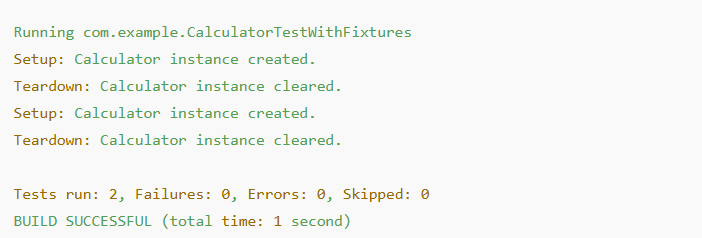 Running com.example.CalculatorTestWithFixtures
Setup: Calculator instance created.
Teardown: Calculator instance cleared.
Setup: Calculator instance created.
Teardown: Calculator instance cleared.
Tests run: 2, Failures: 0, Errors: 0, Skipped: 0
BUILD SUCCESSFUL (total time: 1 second)